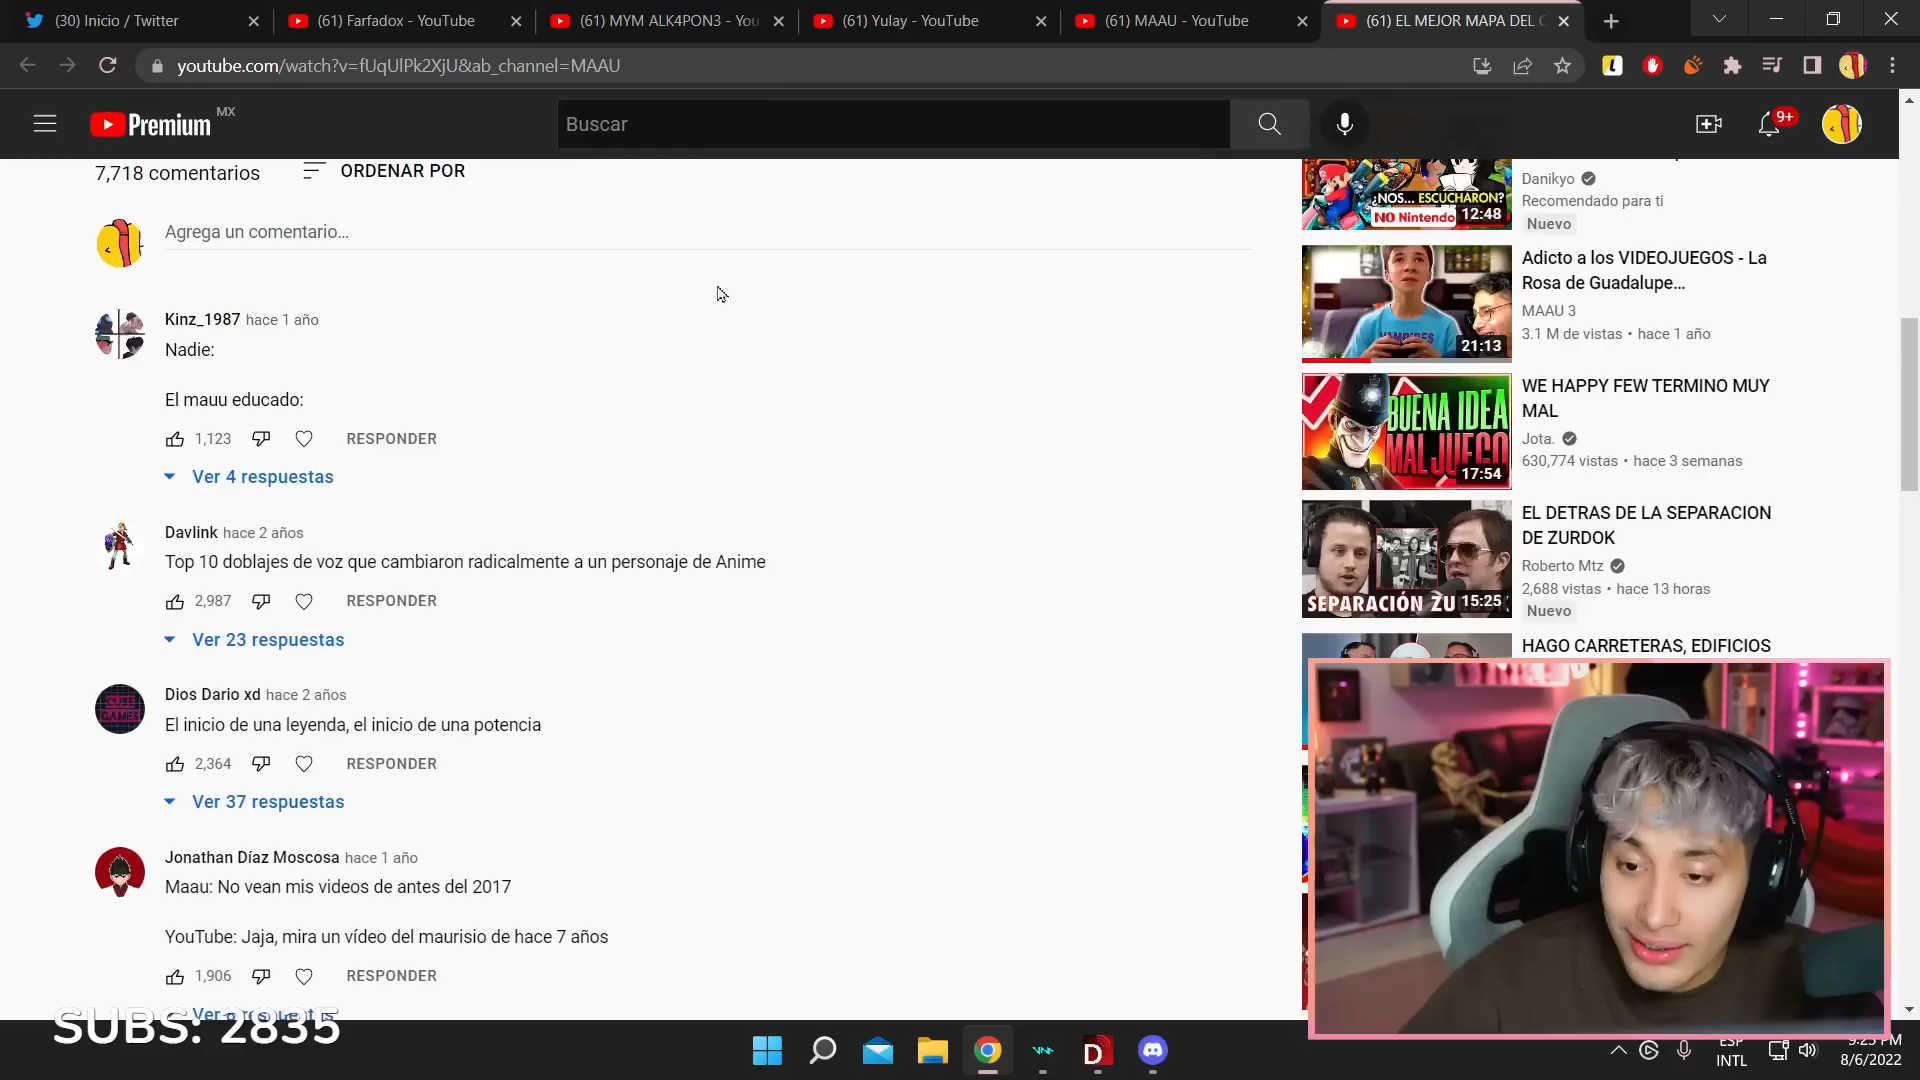 (30) Inicio / Twitter
(61) Farfadox - YouTube
(61) MYM ALK4PON3 - You
(61) Yulay - YouTube
(61) MAAU - YouTube
(61) EL MEJOR MAPA DEL
youtube.com/watch?v=fUqUlPk2XjU&ab_channel=MAAU
Premium
MX
Buscar
9+
7,718 comentarios
ORDENAR POR
Agrega un comentario...
Kinz_1987 hace 1 año
Nadie:
El mauu educado:
1,123
RESPONDER
Ver 4 respuestas
Davlink hace 2 años
Top 10 doblajes de voz que cambiaron radicalmente a un personaje de Anime
2,987
RESPONDER
Ver 23 respuestas
Dios Dario xd hace 2 años
El inicio de una leyenda, el inicio de una potencia
2,364
RESPONDER
Ver 37 respuestas
Jonathan Díaz Moscosa hace 1 año
Maau: No vean mis videos de antes del 2017
YouTube: Jaja, mira un vídeo del maurisio de hace 7 años
1,906
RESPONDER
SUBS: 2835
¿NOS... ESCUCHARON?
NO Nintendo
12:48
Danikyo
Recomendado para ti
Nuevo
21:13
Adicto a los VIDEOJUEGOS - La
Rosa de Guadalupe...
MAAU 3
3.1 M de vistas • hace 1 año
BUENA IDEA
MAL JUEGO
17:54
WE HAPPY FEW TERMINO MUY
MAL
Jota.
630,774 vistas • hace 3 semanas
SEPARACIÓN ZU
15:25
EL DETRAS DE LA SEPARACION
DE ZURDOK
Roberto Mtz
2,688 vistas • hace 13 horas
Nuevo
HAGO CARRETERAS, EDIFICIOS
ESP
INTL
9:25 PM
8/6/2022